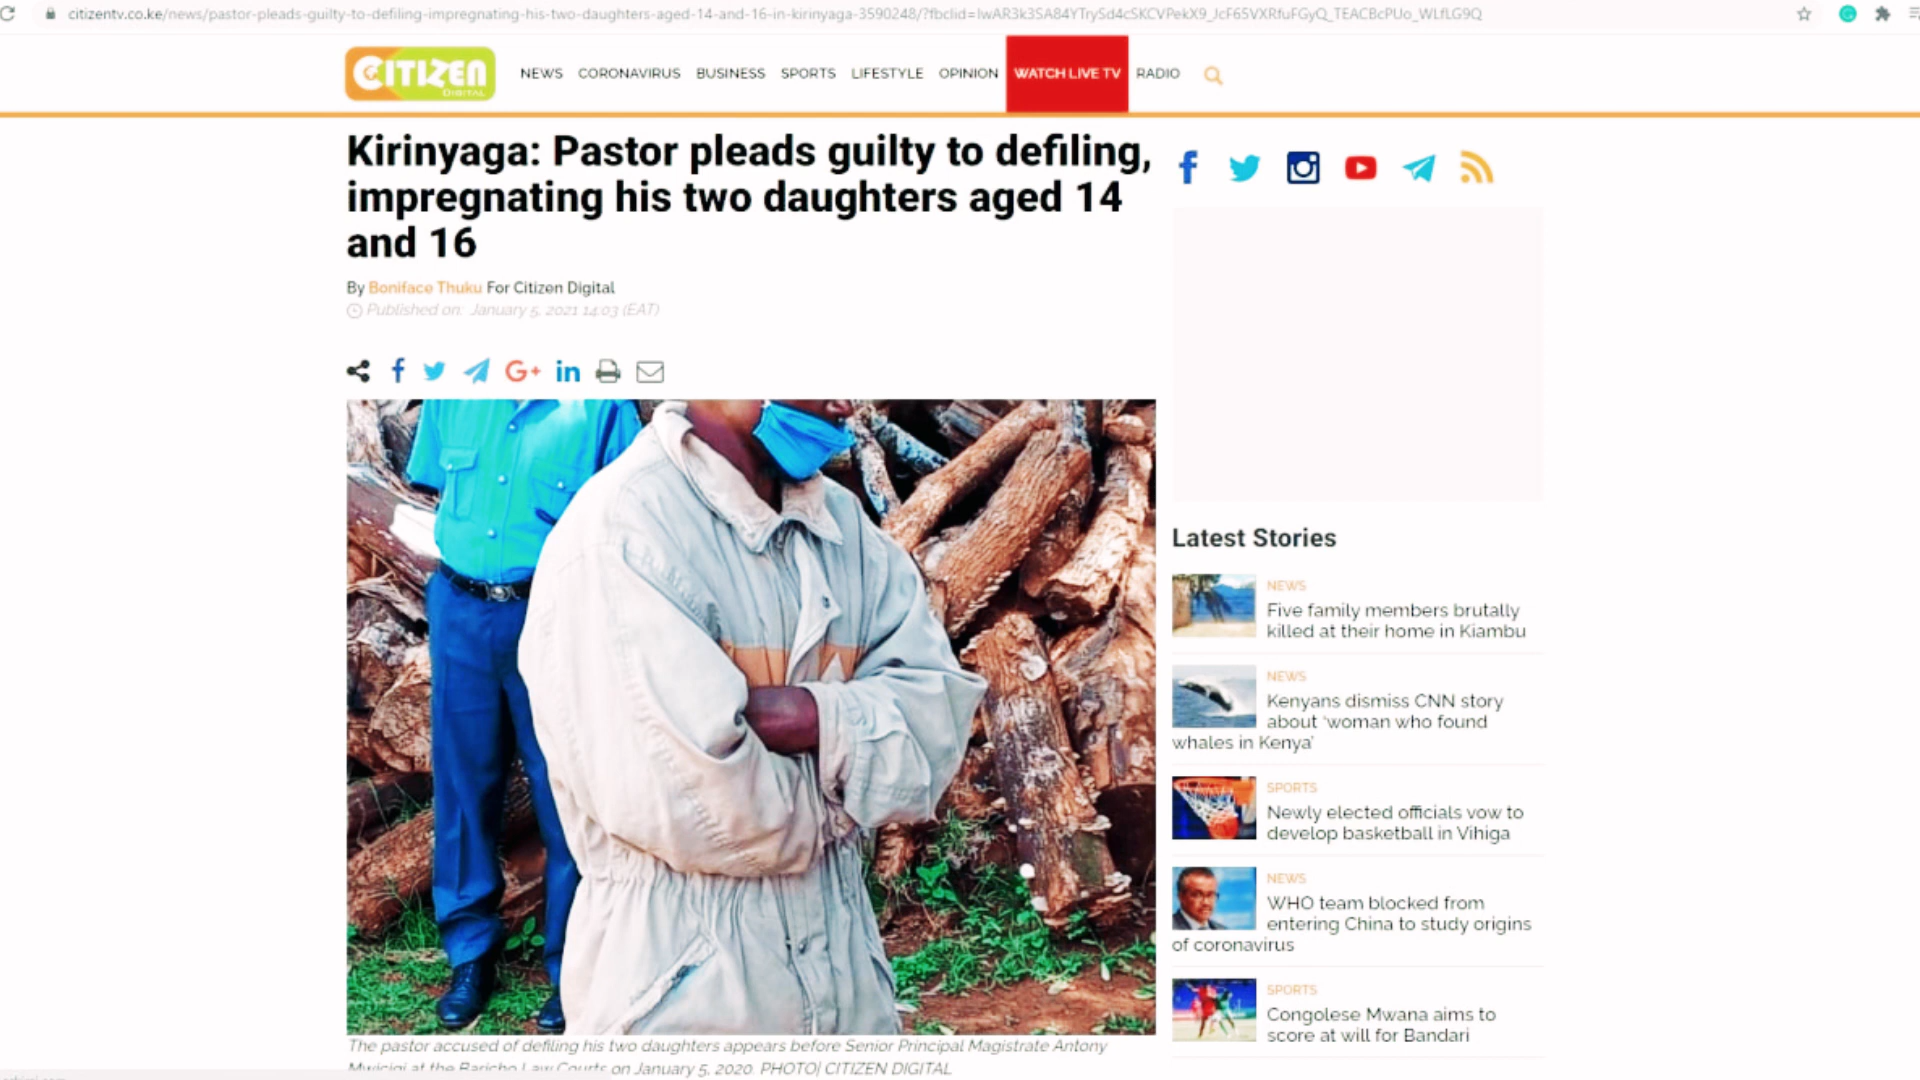 citizentv.co.ke/news/pastor-pleads-guilty-to-defiling-impregnating-his-two-daughters-aged-14-and-16-in-kirinyaga-3590248/?fbclid=IwAR3k3SA84YTrySd4cSKCVPekX9_JcF65VXRfuFGyQ_TEACBcPUo_WLfLG9Q
CITIZEN
DIGITAL
NEWS CORONAVIRUS BUSINESS SPORTS LIFESTYLE OPINION WATCH LIVE TV RADIO
Kirinyaga: Pastor pleads guilty to defiling,
impregnating his two daughters aged 14
and 16
By Boniface Thuku For Citizen Digital
Published on: January 5, 2021 14:03 (EAT)
G+ in
The pastor accused of defiling his two daughters appears before Senior Principal Magistrate Antony
Mwicigi at the Baricho Law Courts on January 5, 2020. PHOTO| CITIZEN DIGITAL
Latest Stories
NEWS
Five family members brutally
killed at their home in Kiambu
NEWS
Kenyans dismiss CNN story
about ‘woman who found
whales in Kenya’
SPORTS
Newly elected officials vow to
develop basketball in Vihiga
NEWS
WHO team blocked from
entering China to study origins
of coronavirus
SPORTS
Congolese Mwana aims to
score at will for Bandari